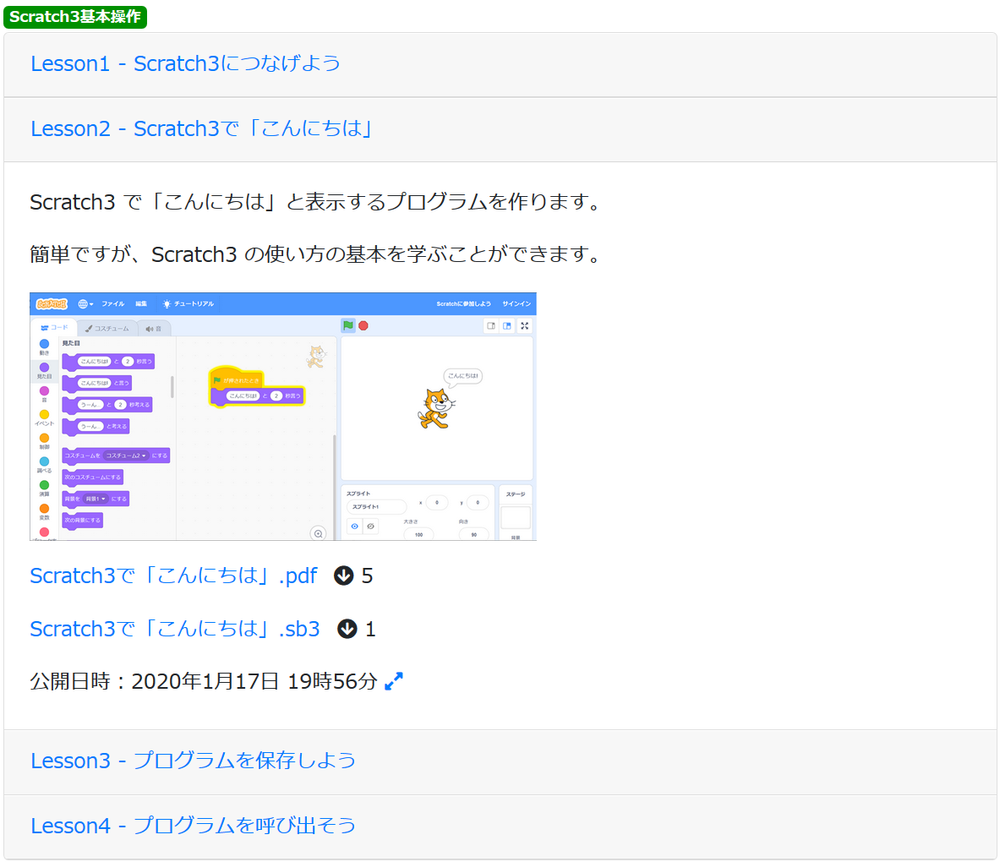 Scratch3基本操作
Lesson1 - Scratch3につなげよう
Lesson2 - Scratch3で「こんにちは」
Scratch3 で「こんにちは」と表示するプログラムを作ります。
簡単ですが、Scratch3 の使い方の基本を学ぶことができます。
SCRATCH ファイル 編集 チュートリアル Scratchに参加しよう サインイン
コード コスチューム 音
動き
見た目
音
イベント
制御
調べる
演算
変数
見た目
こんにちは! と 2 秒言う
こんにちは! と言う
うーん... と 2 秒考える
うーん... と考える
コスチュームを コスチューム2 にする
次のコスチュームにする
背景を 背景1 にする
次の背景にする
が押されたとき
こんにちは! と 2 秒言う
こんにちは!
スプライト
スプライト1 x 0 y 0
大きさ 向き
100 90
ステージ
背景
Scratch3で「こんにちは」.pdf 5
Scratch3で「こんにちは」.sb3 1
公開日時：2020年1月17日 19時56分
Lesson3 - プログラムを保存しよう
Lesson4 - プログラムを呼び出そう